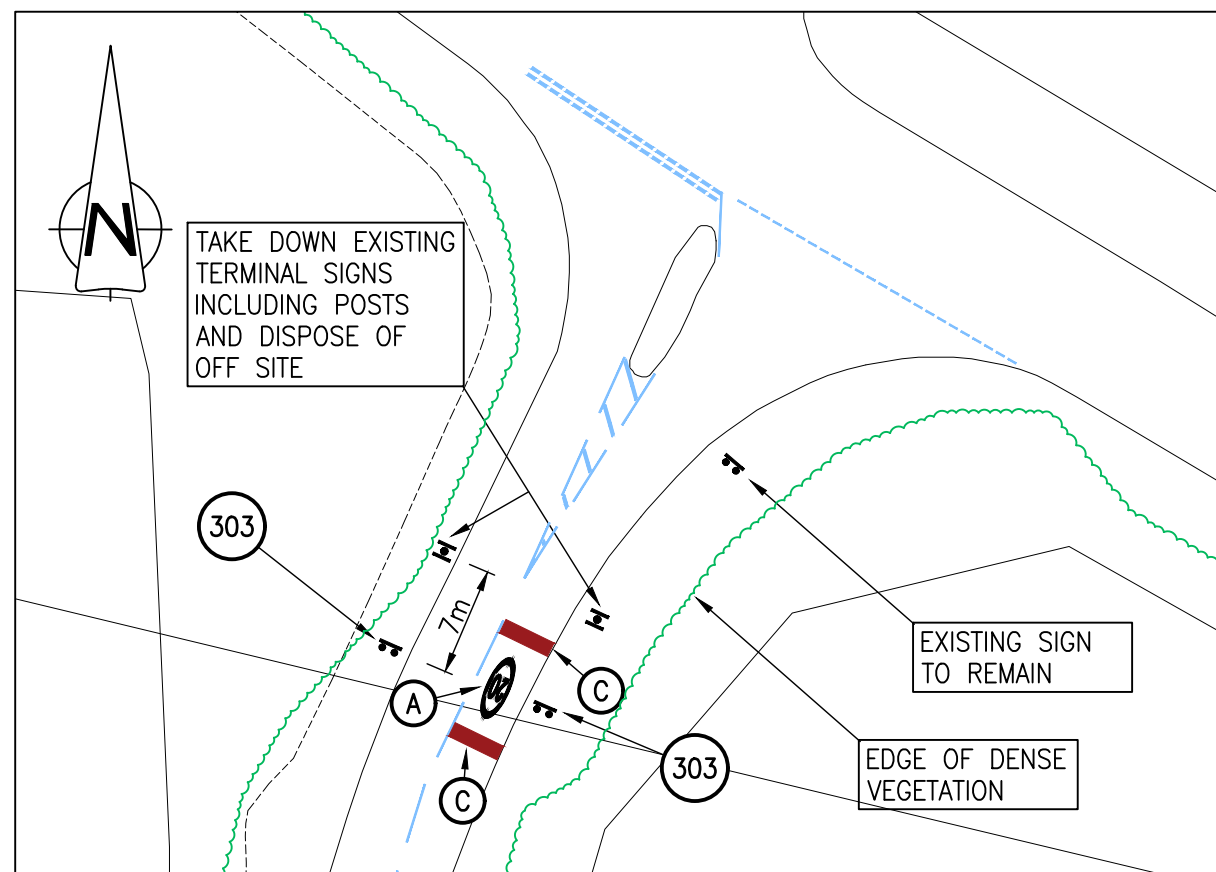 N
TAKE DOWN EXISTING
TERMINAL SIGNS
INCLUDING POSTS
AND DISPOSE OF
OFF SITE
303
7m
20
A
C
C
303
EXISTING SIGN
TO REMAIN
EDGE OF DENSE
VEGETATION